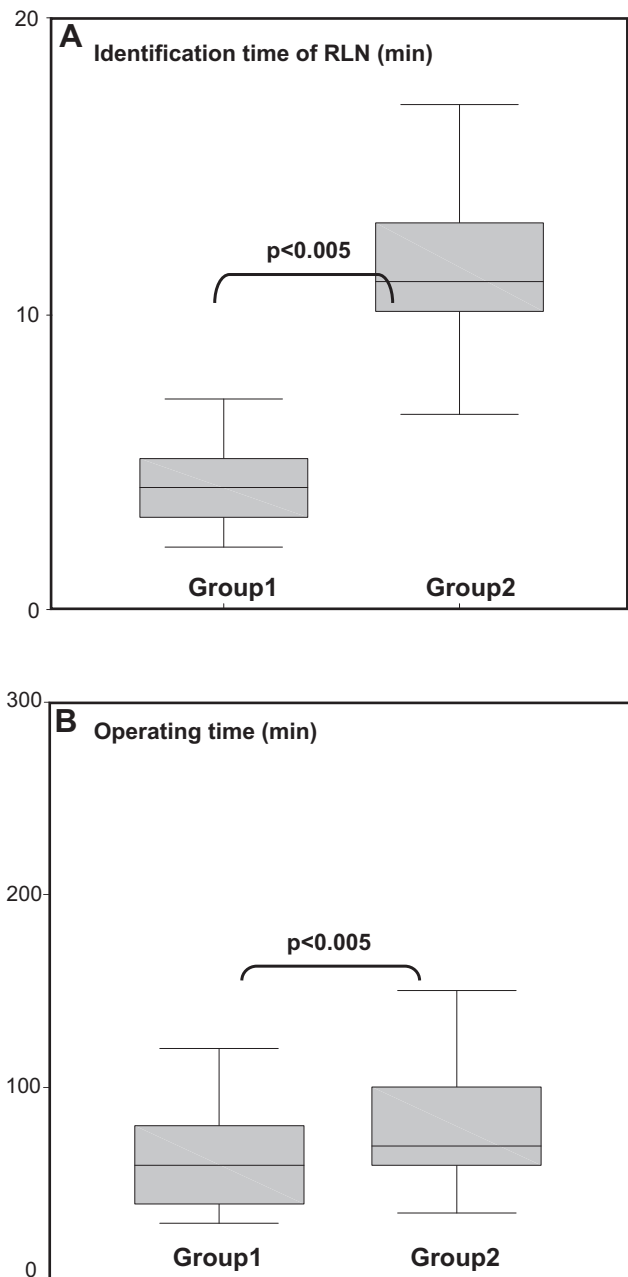 20
A Identification time of RLN (min)
p<0.005
10
Group1 Group2
0
300
B Operating time (min)
200
p<0.005
100
Group1 Group2
0